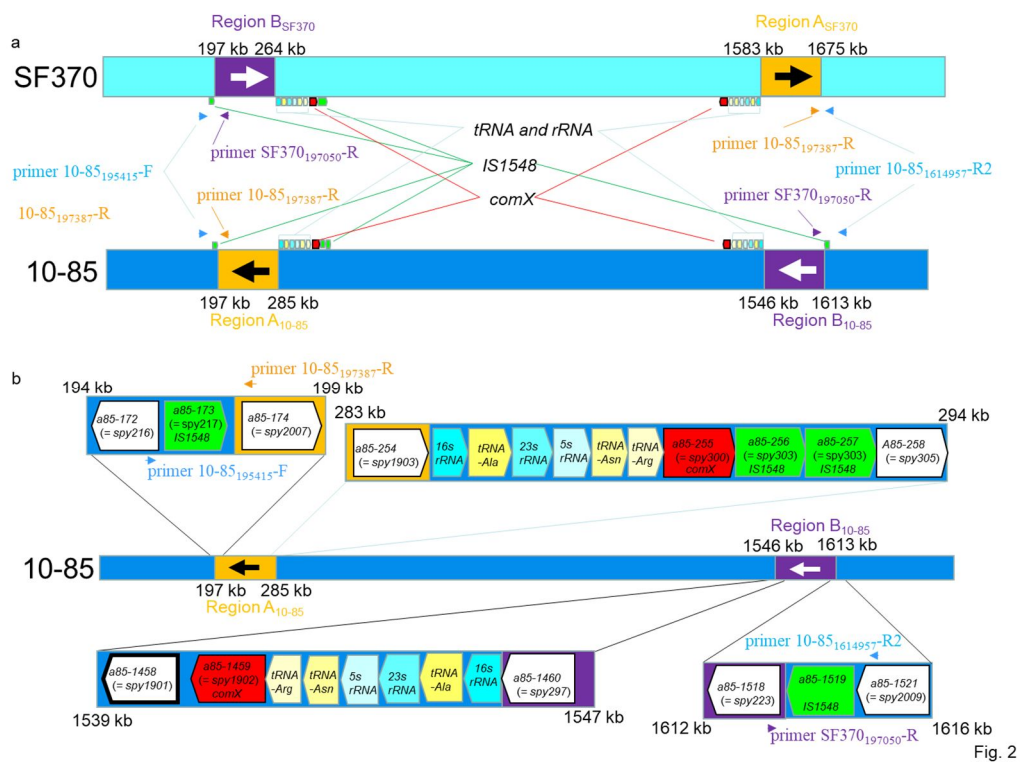 a
Region BSF370
Region ASF370
197 kb 264 kb
1583 kb 1675 kb
SF370
tRNA and rRNA
primer 10-85197387-R
primer SF370197050-R
IS1548
primer 10-85195415-F
primer 10-851614957-R2
primer 10-85197387-R
primer SF370197050-R
comX
10-85197387-R
10-85
197 kb 285 kb
1546 kb 1613 kb
Region A10-85
Region B10-85
b
primer 10-85197387-R
194 kb
199 kb
283 kb
294 kb
a85-172
(= spy216)
a85-173
(= spy217)
IS1548
a85-174
(= spy2007)
a85-254
(= spy1903)
16s
rRNA
tRNA
-Ala
23s
rRNA
5s
rRNA
tRNA
-Asn
tRNA
-Arg
a85-255
(= spy300)
comX
a85-256
(= spy303)
IS1548
a85-257
(= spy303)
IS1548
A85-258
(= spy305)
primer 10-85195415-F
Region B10-85
1546 kb 1613 kb
10-85
197 kb 285 kb
Region A10-85
primer 10-851614957-R2
a85-1458
(= spy1901)
a85-1459
(= spy1902)
comX
tRNA
-Arg
tRNA
-Asn
5s
rRNA
23s
rRNA
tRNA
-Ala
16s
rRNA
a85-1460
(= spy297)
a85-1518
(= spy223)
a85-1519
IS1548
a85-1521
(= spy2009)
1539 kb
1547 kb
1612 kb
1616 kb
primer SF370197050-R
Fig. 2